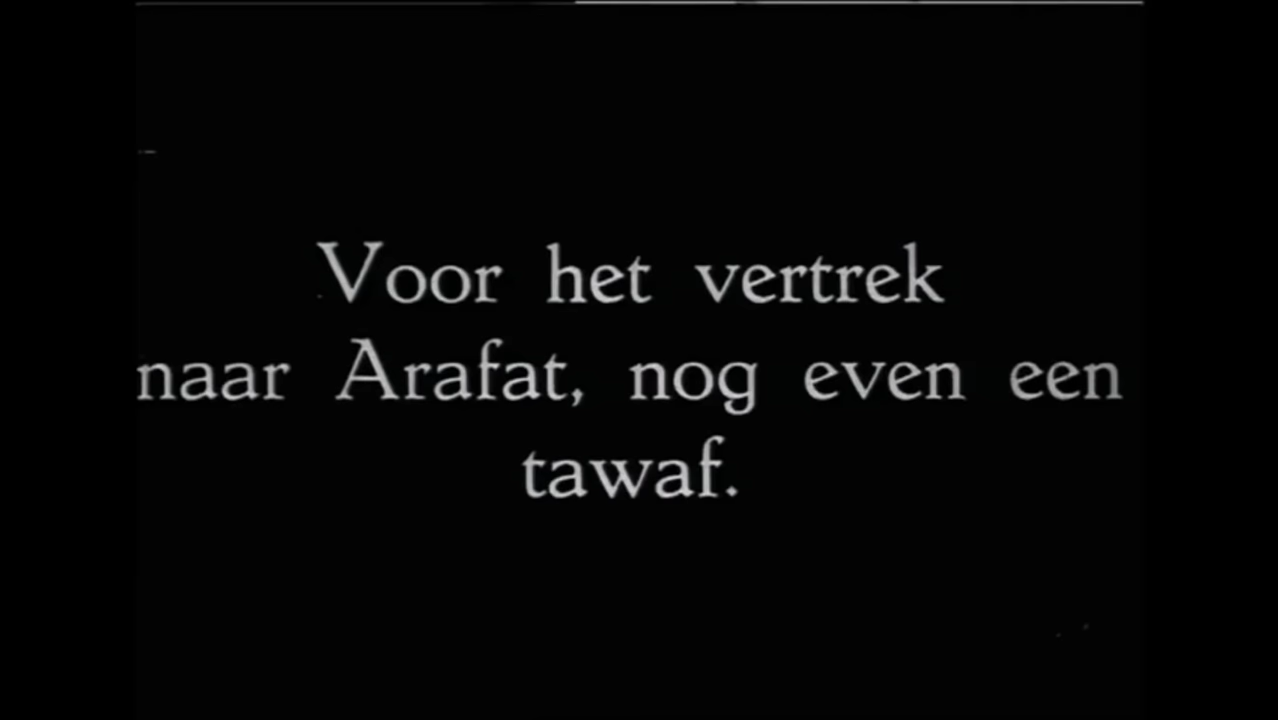 Voor het vertrek
naar Arafat, nog even een
tawaf.